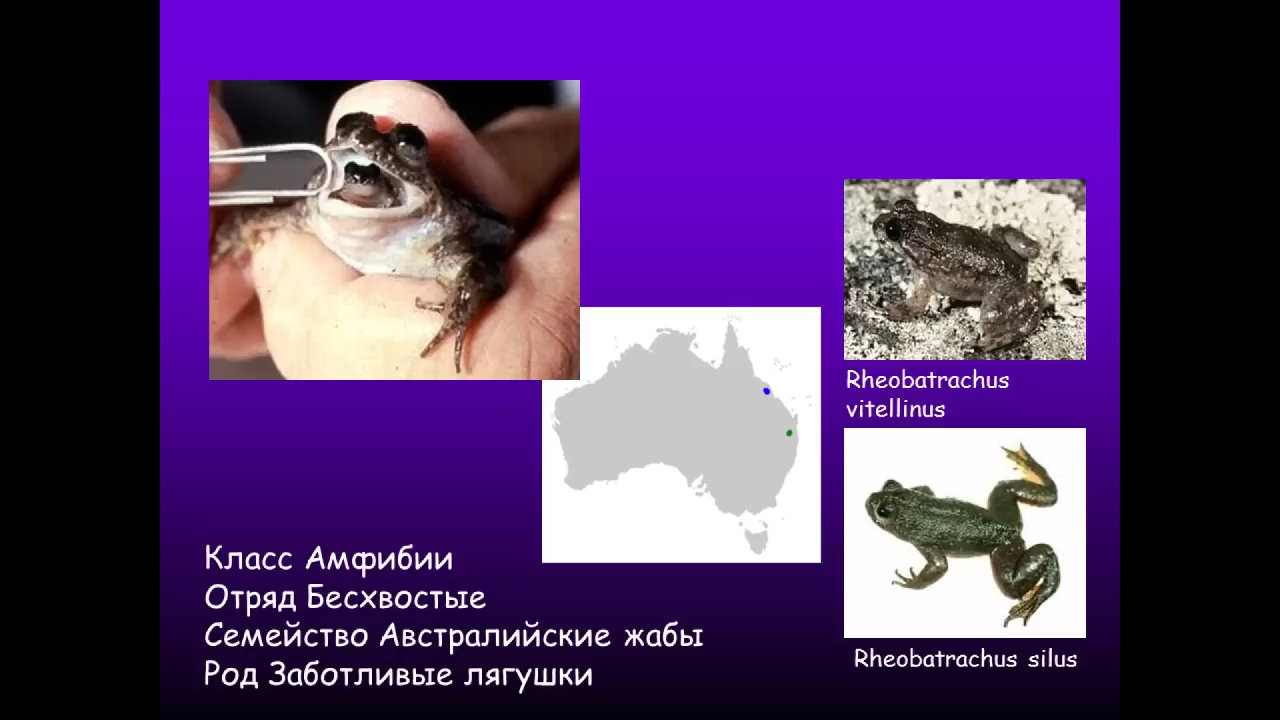 Rheobatrachus
vitellinus
Rheobatrachus silus
Класс Амфибии
Отряд Бесхвостые
Семейство Австралийские жабы
Род Заботливые лягушки